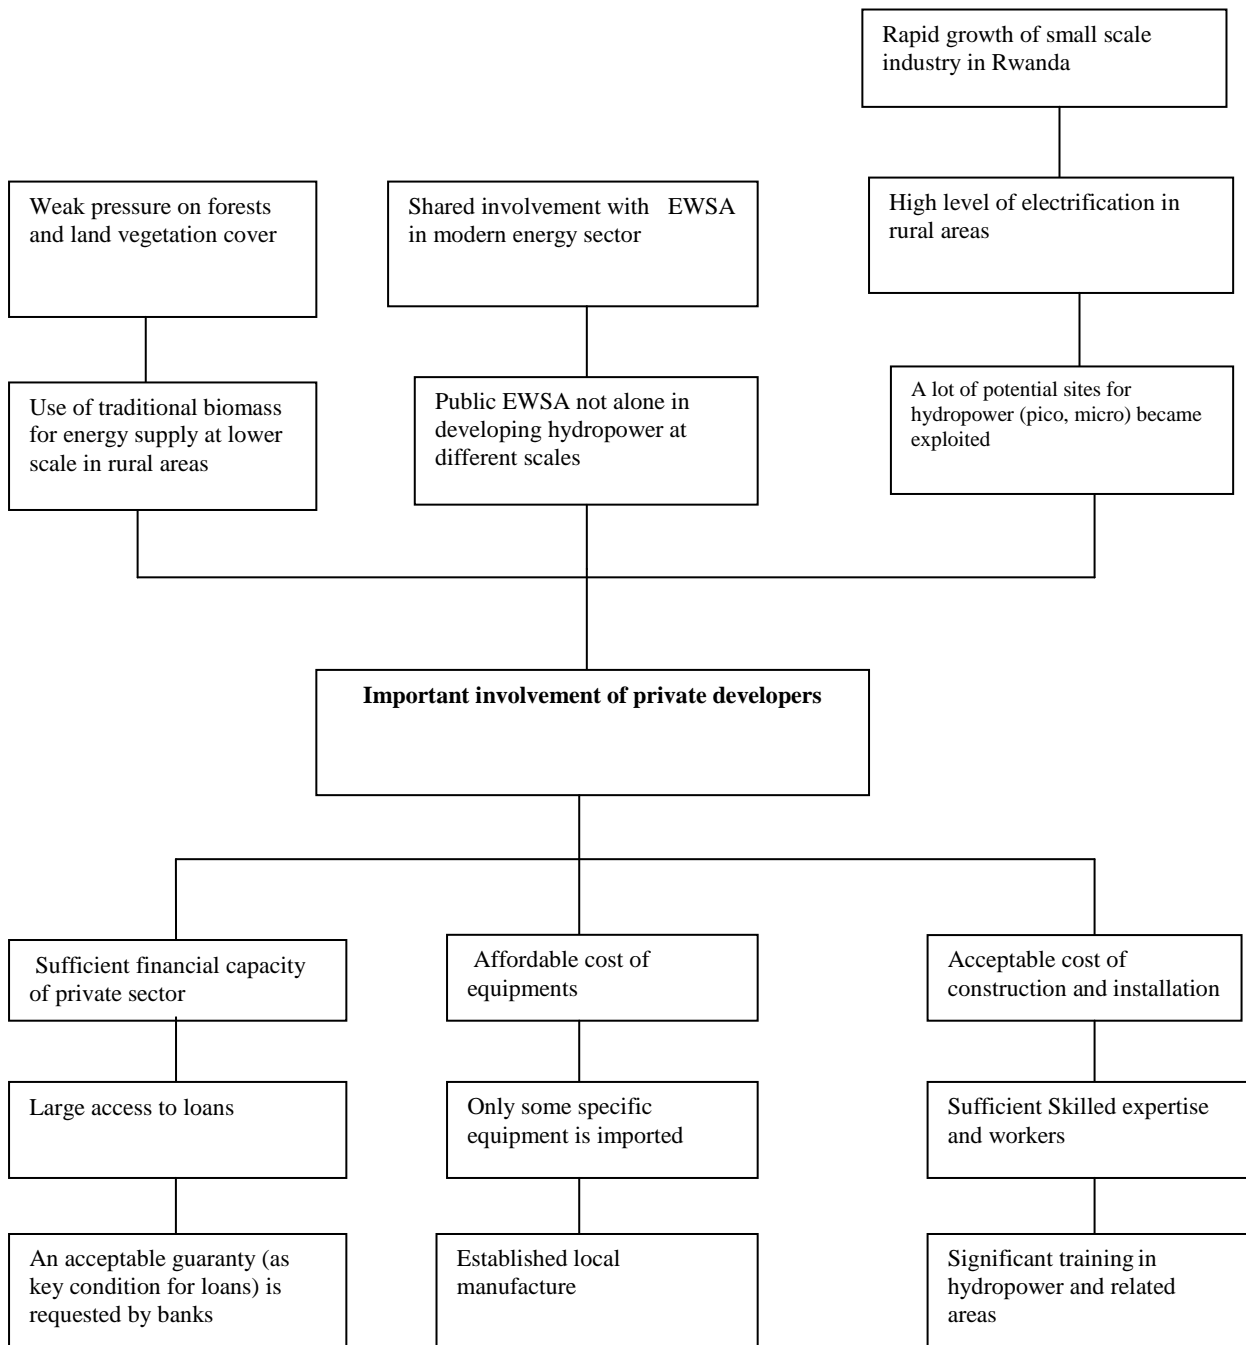 Rapid growth of small scale
industry in Rwanda
Weak pressure on forests
and land vegetation cover
Shared involvement with EWSA
in modern energy sector
High level of electrification in
rural areas
Use of traditional biomass
for energy supply at lower
scale in rural areas
Public EWSA not alone in
developing hydropower at
different scales
A lot of potential sites for
hydropower (pico, micro) became
exploited
Important involvement of private developers
Sufficient financial capacity
of private sector
Affordable cost of
equipments
Acceptable cost of
construction and installation
Large access to loans
Only some specific
equipment is imported
Sufficient Skilled expertise
and workers
An acceptable guaranty (as
key condition for loans) is
requested by banks
Established local
manufacture
Significant training in
hydropower and related
areas